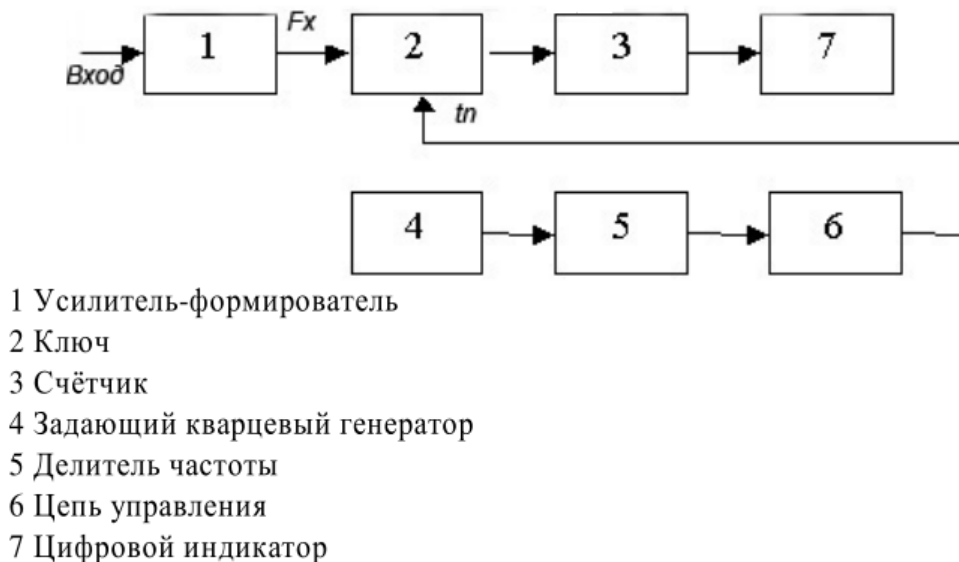 Fx
1 2 3 7
Вход
tn
4 5 6
1 Усилитель-формирователь
2 Ключ
3 Счётчик
4 Задающий кварцевый генератор
5 Делитель частоты
6 Цепь управления
7 Цифровой индикатор